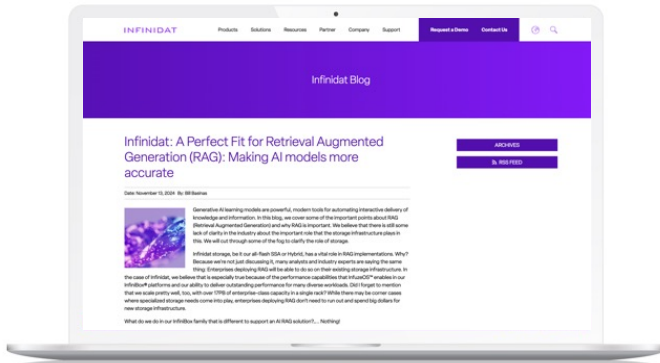 INFINIDAT
Products Solutions Resources Partner Company Support Request a Demo Contact Us
Infinidat Blog
Infinidat: A Perfect Fit for Retrieval Augmented
Generation (RAG): Making AI models more
accurate
ARCHIVES
RSS FEED
Date: November 13, 2024 By: Bill Basinas
Generative AI learning models are powerful, modern tools for automating interactive delivery of
knowledge and information. In this blog, we cover some of the important points about RAG
(Retrieval Augmented Generation) and why RAG is important. We believe that there is still some
lack of clarity in the industry about the important role that the storage infrastructure plays in
this. We will cut through some of the fog to clarify the role of storage.
Infinidat storage, be it our all-flash SSA or Hybrid, has a vital role in RAG implementations. Why?
Because we're not just discussing it, many analysts and industry experts are saying the same
thing: Enterprises deploying RAG will be able to do so on their existing storage infrastructure. In
the case of Infinidat, we believe that is especially true because of the performance capabilities that InfuzeOS™ enables in our
InfiniBox® platforms and our ability to deliver outstanding performance for many diverse workloads. Did I forget to mention
that we scale pretty well, too, with over 17PB of enterprise-class capacity in a single rack? While there may be corner cases
where specialized storage needs come into play, enterprises deploying RAG don't need to run out and spend big dollars for
new storage infrastructure.
What do we do in our InfiniBox family that is different to support an AI RAG solution?.... Nothing!